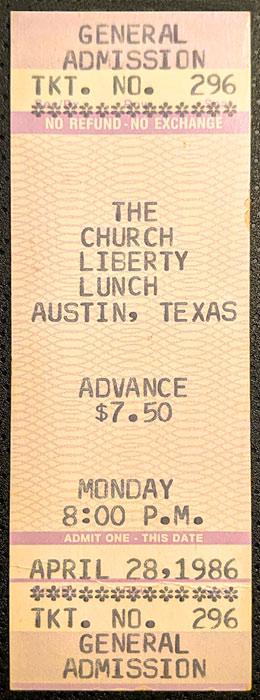 GENERAL
ADMISSION
TKT. NO. 296
NO REFUND - NO EXCHANGE
THE
CHURCH
LIBERTY
LUNCH
AUSTIN, TEXAS
ADVANCE
$7.50
MONDAY
8:00 P.M.
ADMIT ONE - THIS DATE
APRIL 28,1986
TKT. NO. 296
GENERAL
ADMISSION